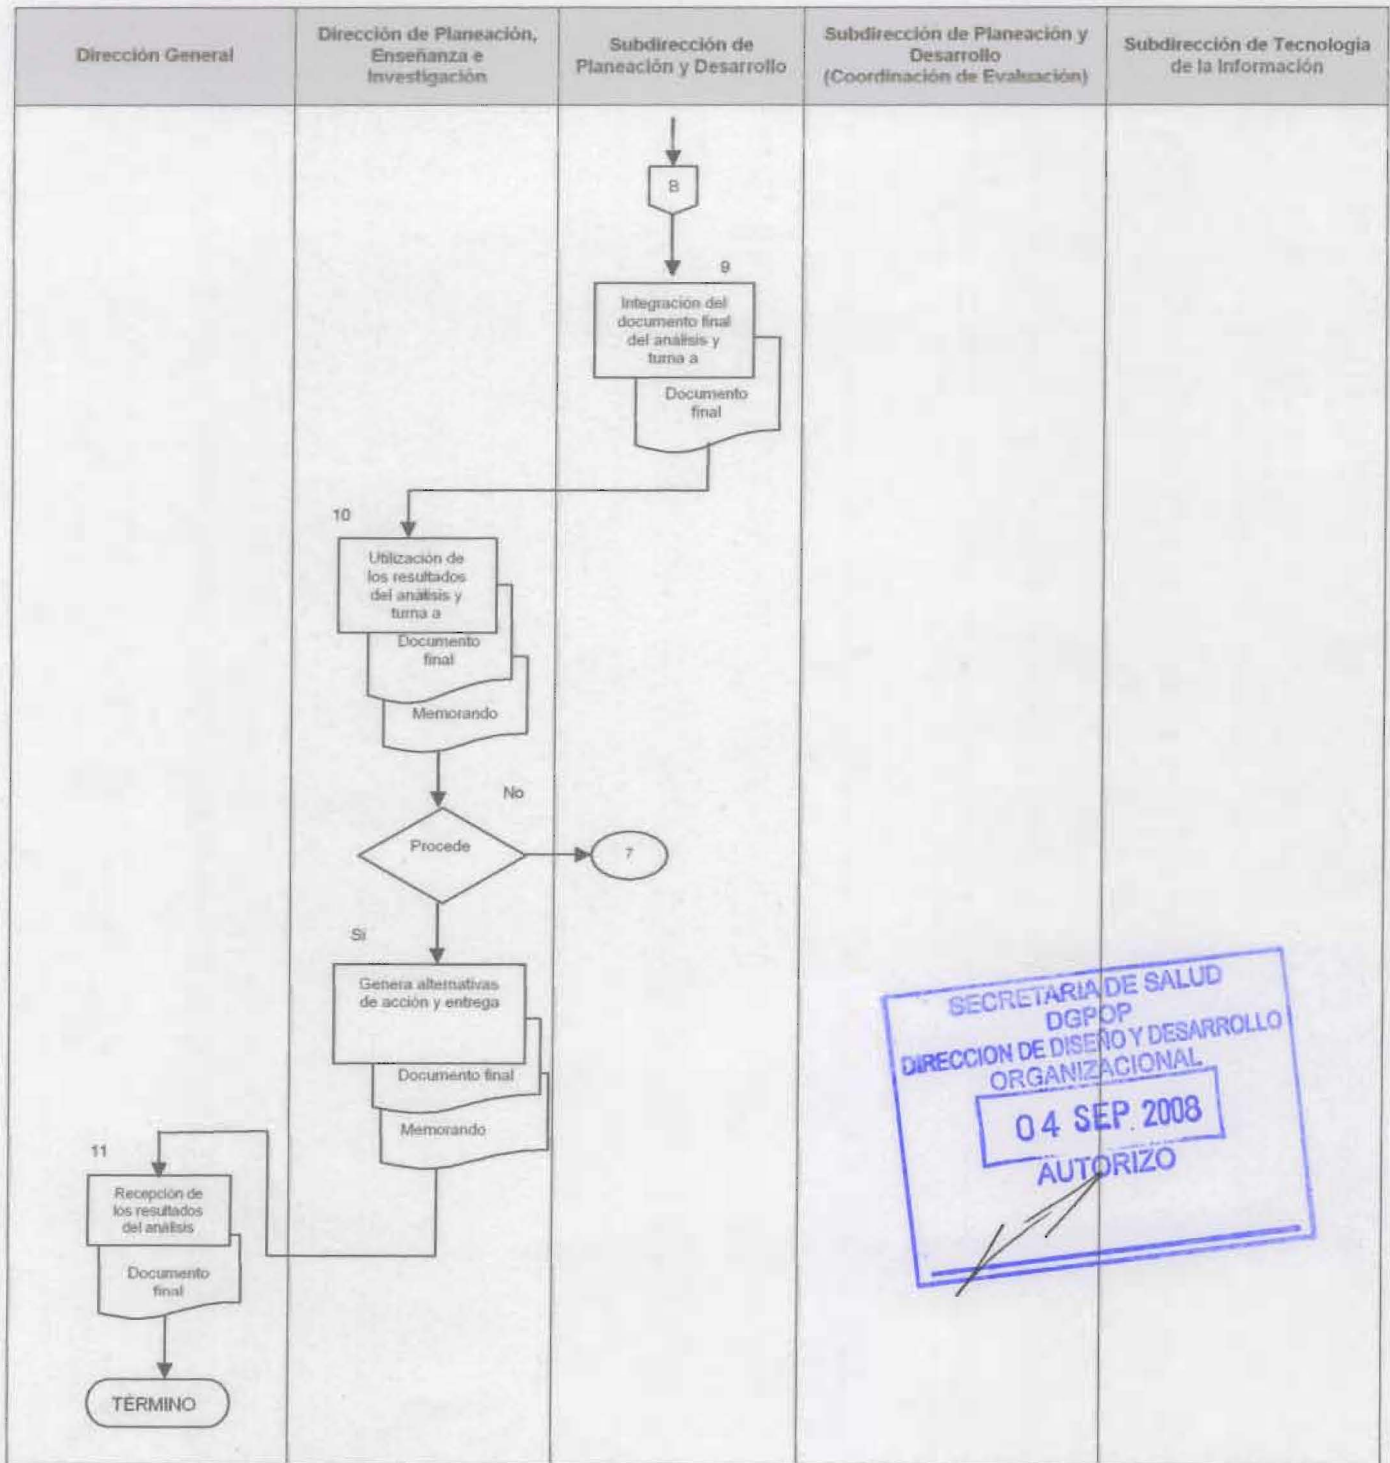 Dirección General
Dirección de Planeación,
Enseñanza e
Investigación
Subdirección de
Planeación y Desarrollo
Subdirección de Planeación y
Desarrollo
(Coordinación de Evaluación)
Subdirección de Tecnología
de la Información
B
9
Integración del
documento final
del análisis y
turna a
Documento
final
10
Utilización de
los resultados
del análisis y
turna a
Documento
final
Memorando
No
Procede
7
Si
Genera alternativas
de acción y entrega
Documento final
Memorando
11
Recepción de
los resultados
del análisis
Documento
final
TÉRMINO
SECRETARIA DE SALUD
DGPOP
DIRECCION DE DISEÑO Y DESARROLLO
ORGANIZACIONAL
04 SEP. 2008
AUTORIZO